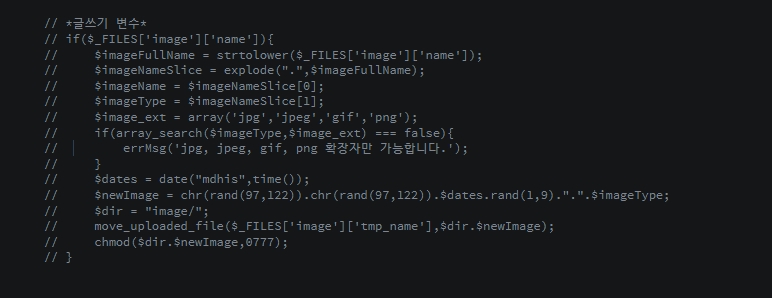 // *글쓰기 변수*
// if($_FILES['image']['name']){
//     $imageFullName = strtolower($_FILES['image']['name']);
//     $imageNameSlice = explode(".",$imageFullName);
//     $imageName = $imageNameSlice[0];
//     $imageType = $imageNameSlice[1];
//     $image_ext = array('jpg','jpeg','gif','png');
//     if(array_search($imageType,$image_ext) === false){
//         errMsg('jpg, jpeg, gif, png 확장자만 가능합니다.');
//     }
//     $dates = date("mdhis",time());
//     $newImage = chr(rand(97,122)).chr(rand(97,122)).$dates.rand(1,9).".".$imageType;
//     $dir = "image/";
//     move_uploaded_file($_FILES['image']['tmp_name'],$dir.$newImage);
//     chmod($dir.$newImage,0777);
// }